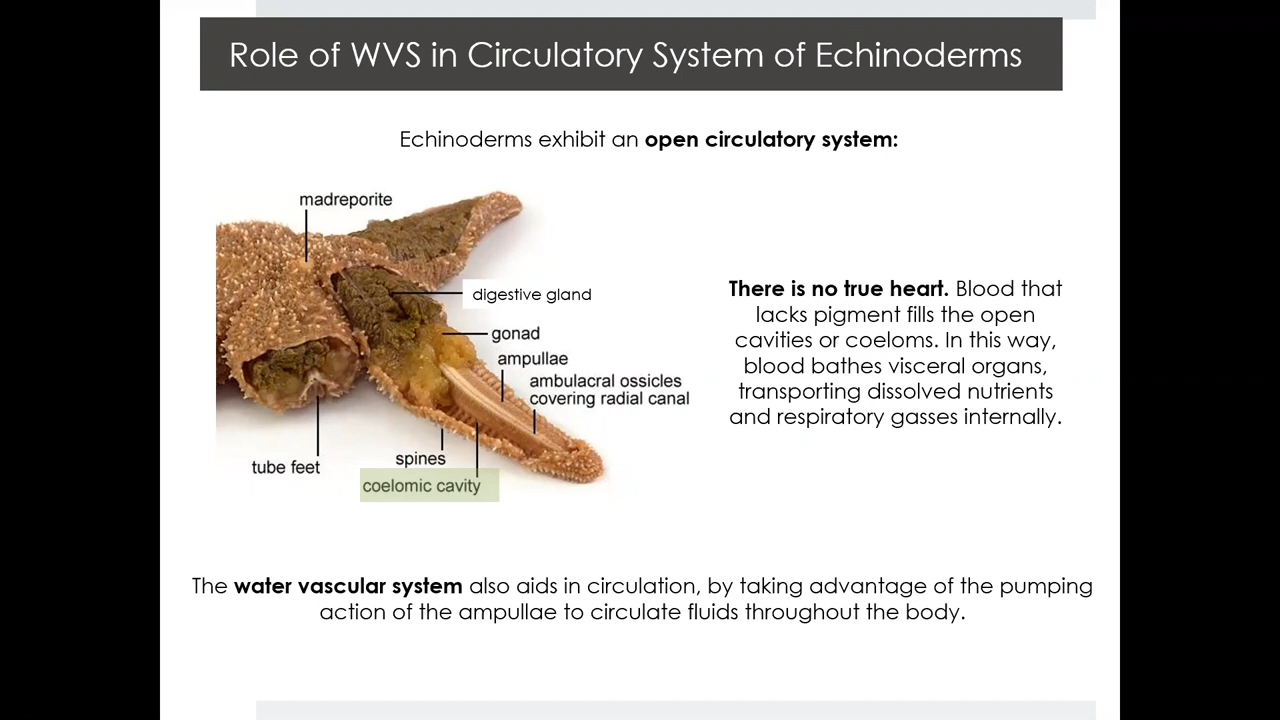 Role of WVS in Circulatory System of Echinoderms
Echinoderms exhibit an open circulatory system:
madreporite
digestive gland
gonad
ampullae
ambulacral ossicles
covering radial canal
spines
tube feet
coelomic cavity
There is no true heart. Blood that
lacks pigment fills the open
cavities or coeloms. In this way,
blood bathes visceral organs,
transporting dissolved nutrients
and respiratory gasses internally.
The water vascular system also aids in circulation, by taking advantage of the pumping
action of the ampullae to circulate fluids throughout the body.